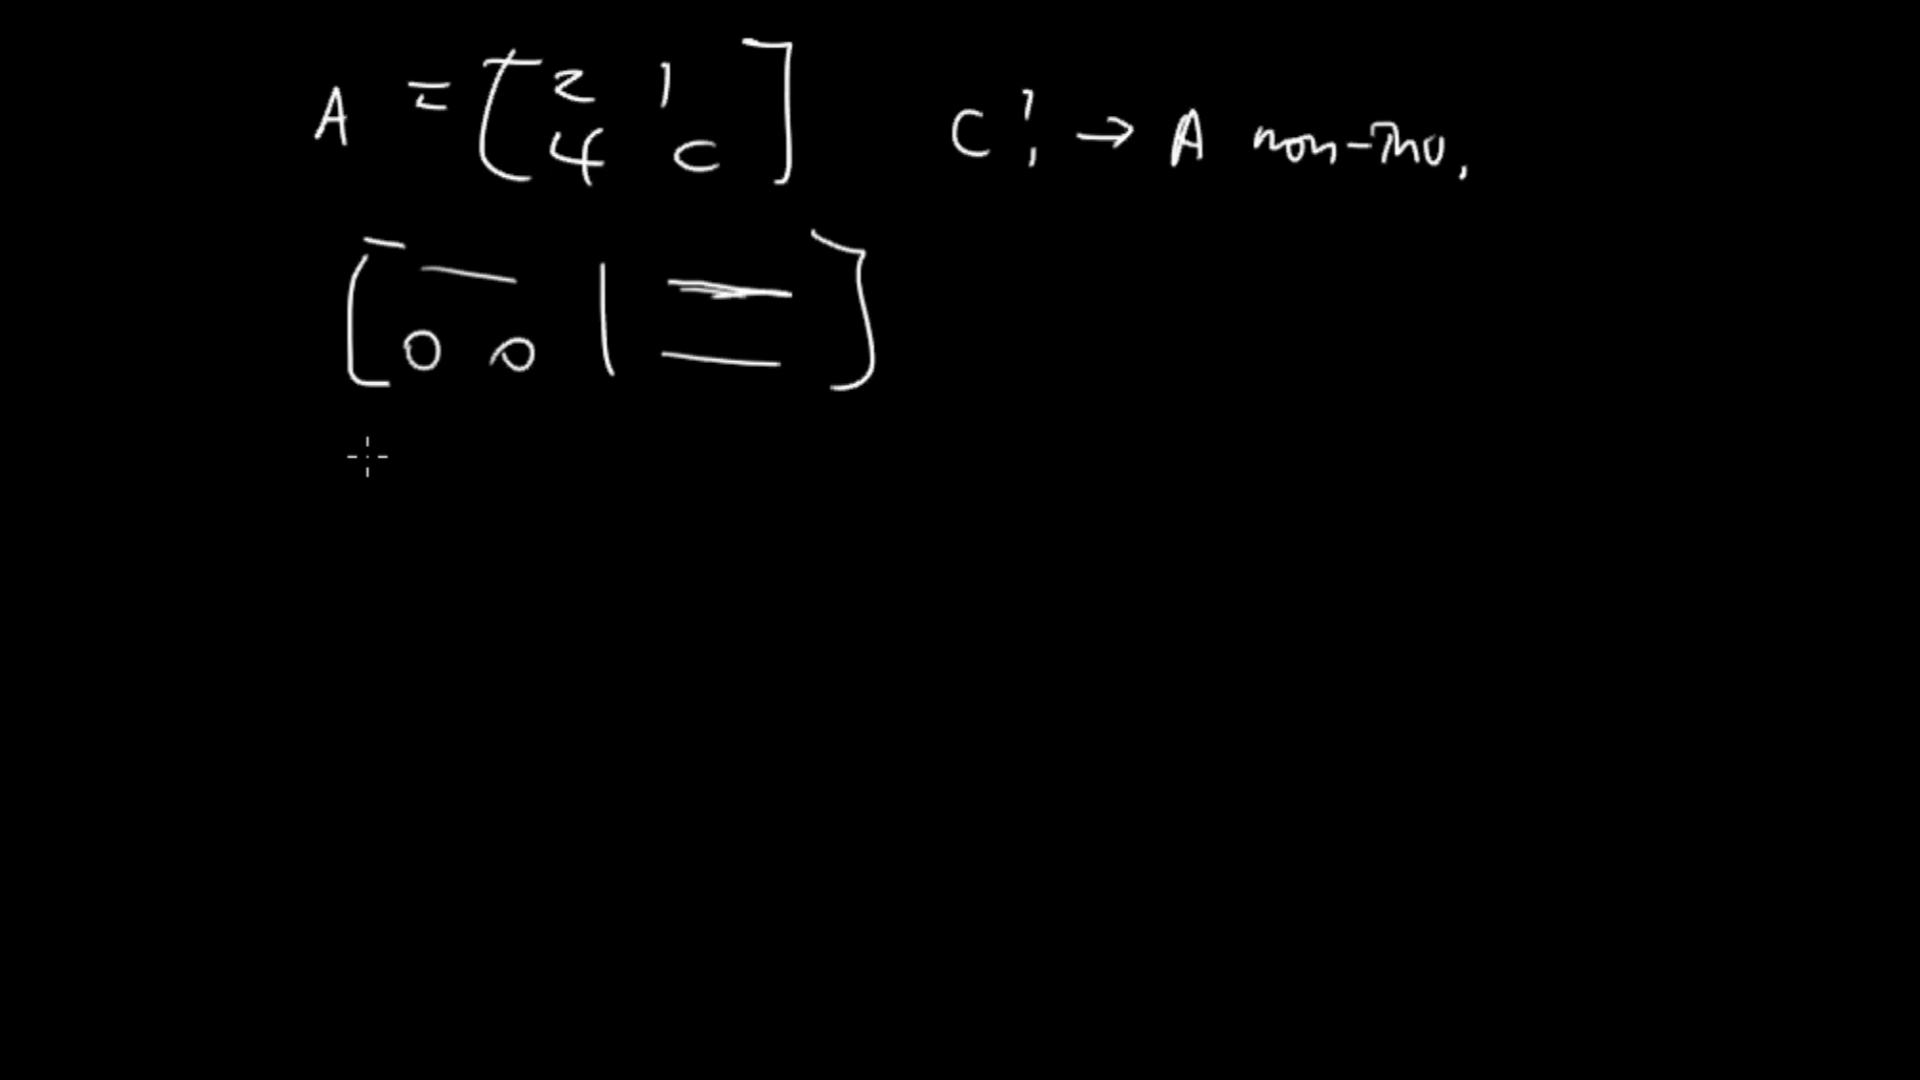 A = [ 2 1 ] C? → A non-inv.
[ 4 c ]
[ — | = ]
[ 0 0 | — ]